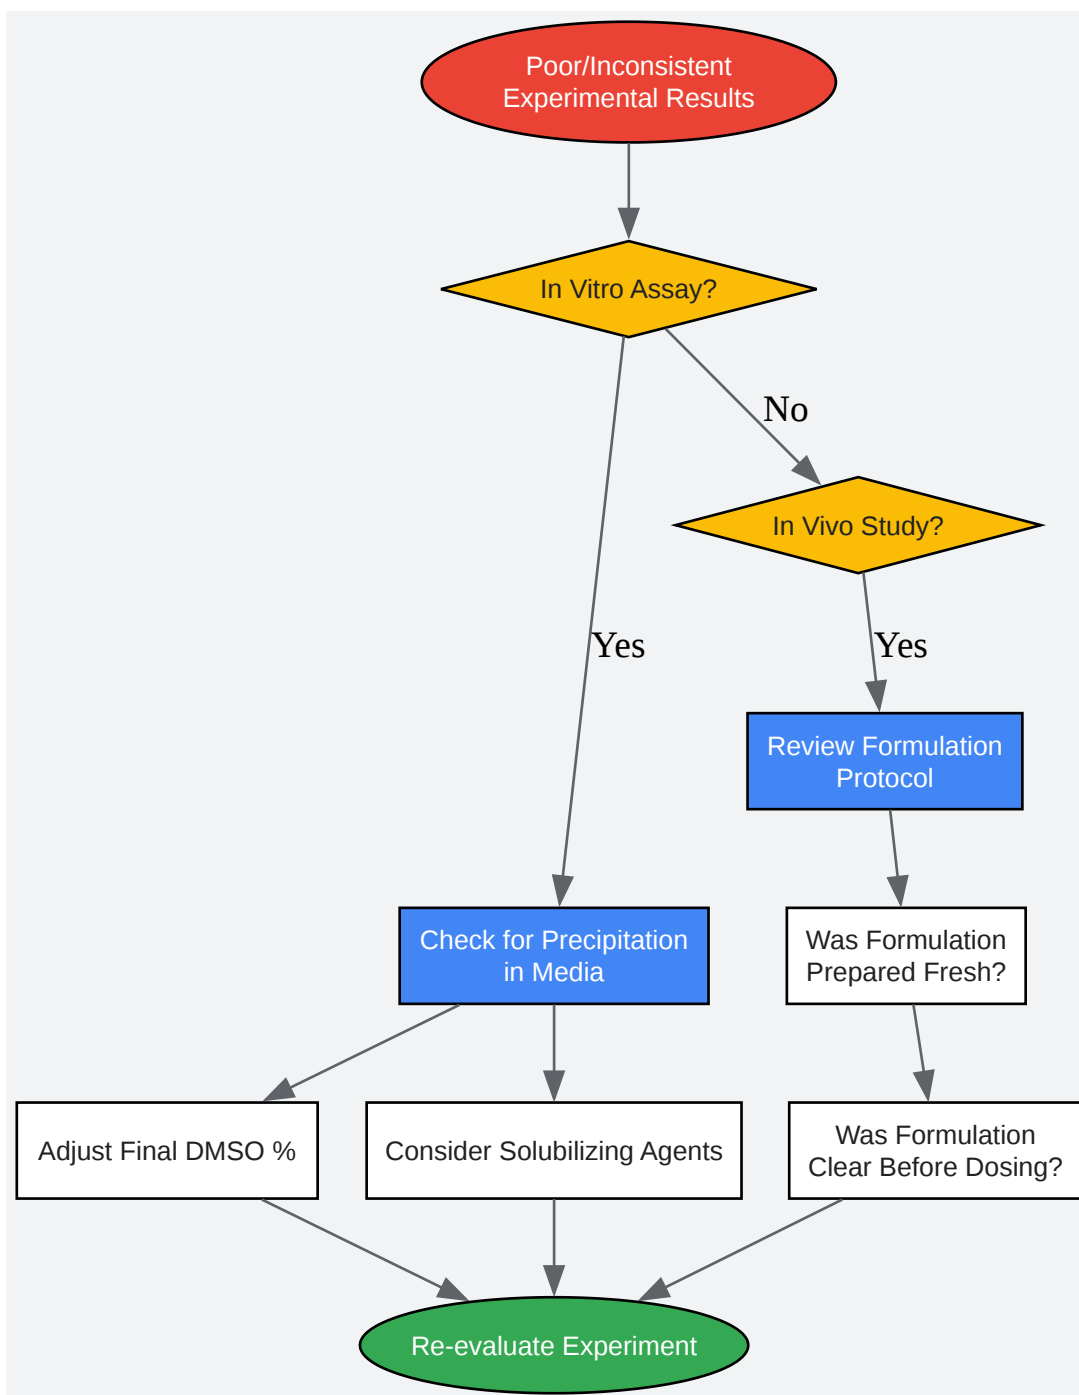 Poor/Inconsistent
Experimental Results
In Vitro Assay?
No
In Vivo Study?
Yes
Yes
Review Formulation
Protocol
Check for Precipitation
in Media
Was Formulation
Prepared Fresh?
Adjust Final DMSO %
Consider Solubilizing Agents
Was Formulation
Clear Before Dosing?
Re-evaluate Experiment